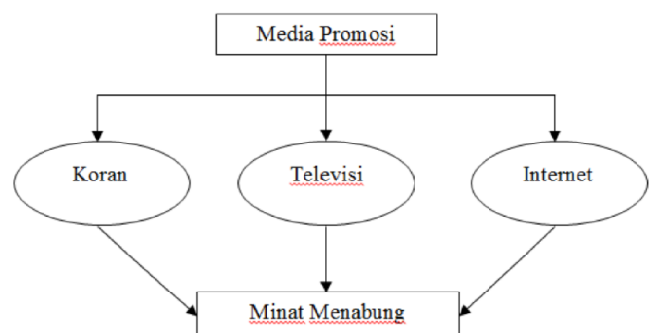 Media Promosi
Koran
Televisi
Internet
Minat Menabung